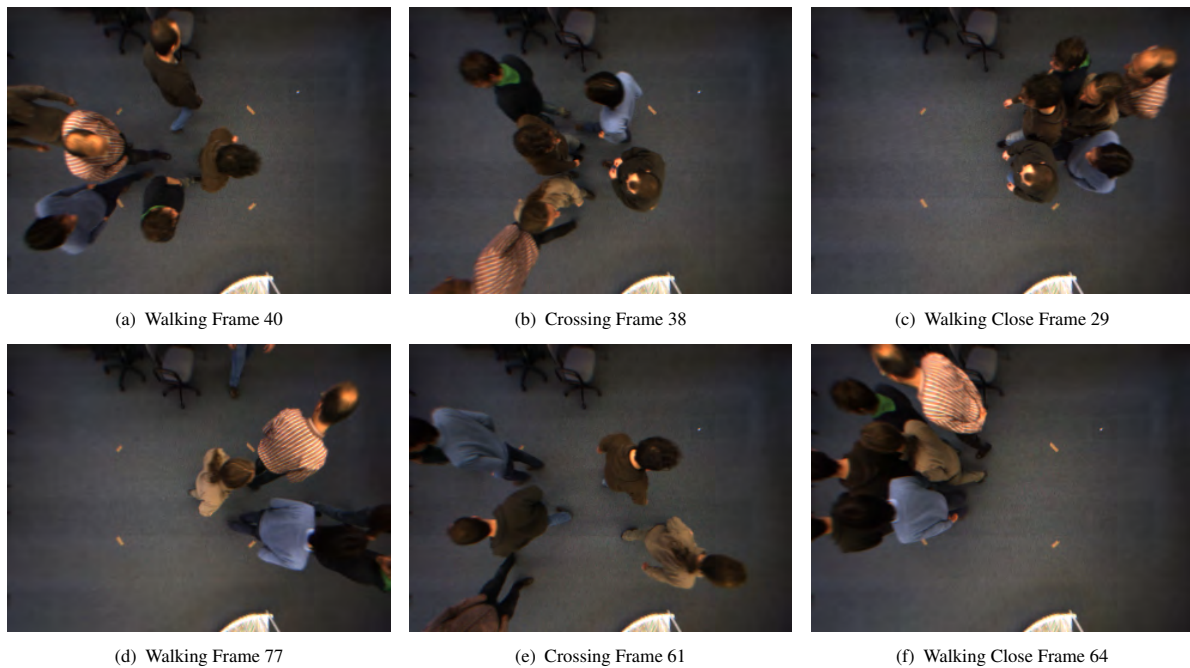 (a) Walking Frame 40
(b) Crossing Frame 38
(c) Walking Close Frame 29
(d) Walking Frame 77
(e) Crossing Frame 61
(f) Walking Close Frame 64